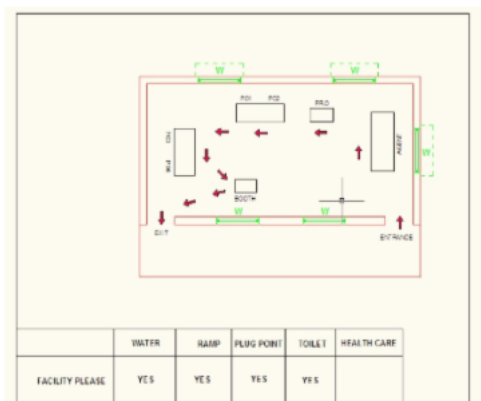 W W
PO1 PO2 PRO
W
AGENT
BOOTH
W W
EXIT ENTRANCE
WATER RAMP PLUG POINT TOILET HEALTH CARE
FACILITY PLEASE YES YES YES YES